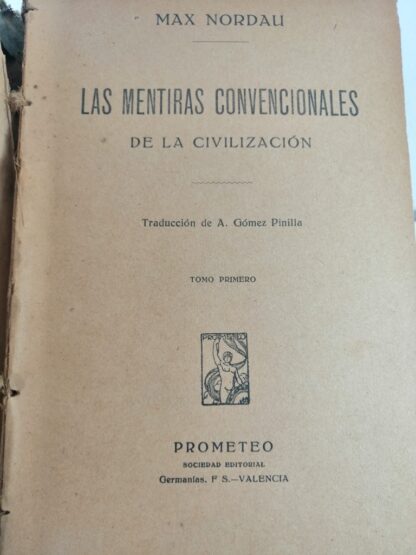 MAX NORDAU
LAS MENTIRAS CONVENCIONALES
DE LA CIVILIZACIÓN
Traducción de A. Gómez Pinilla
TOMO PRIMERO
PROMETEO
PROMETEO
SOCIEDAD EDITORIAL
Germanías, F S.—VALENCIA